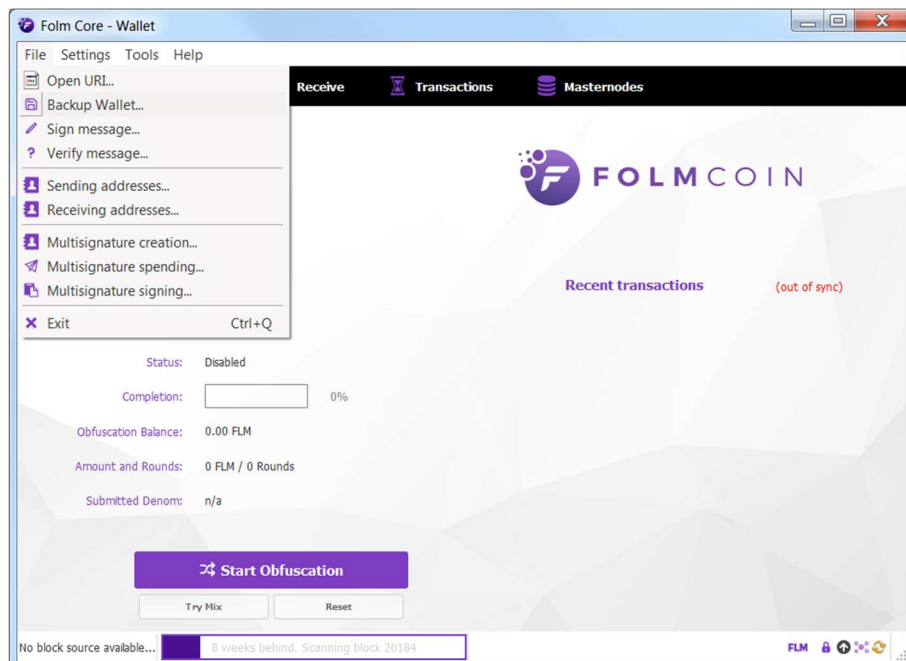 Folm Core - Wallet
File Settings Tools Help
Open URI...
Backup Wallet...
Sign message...
Verify message...
Sending addresses...
Receiving addresses...
Multisignature creation...
Multisignature spending...
Multisignature signing...
Exit Ctrl+Q
Receive Transactions Masternodes
FOLMCOIN
Recent transactions (out of sync)
Status: Disabled
Completion: 0%
Obfuscation Balance: 0.00 FLM
Amount and Rounds: 0 FLM / 0 Rounds
Submitted Denom: n/a
Start Obfuscation
Try Mix Reset
No block source available... 8 weeks behind. Scanning block 20184 FLM